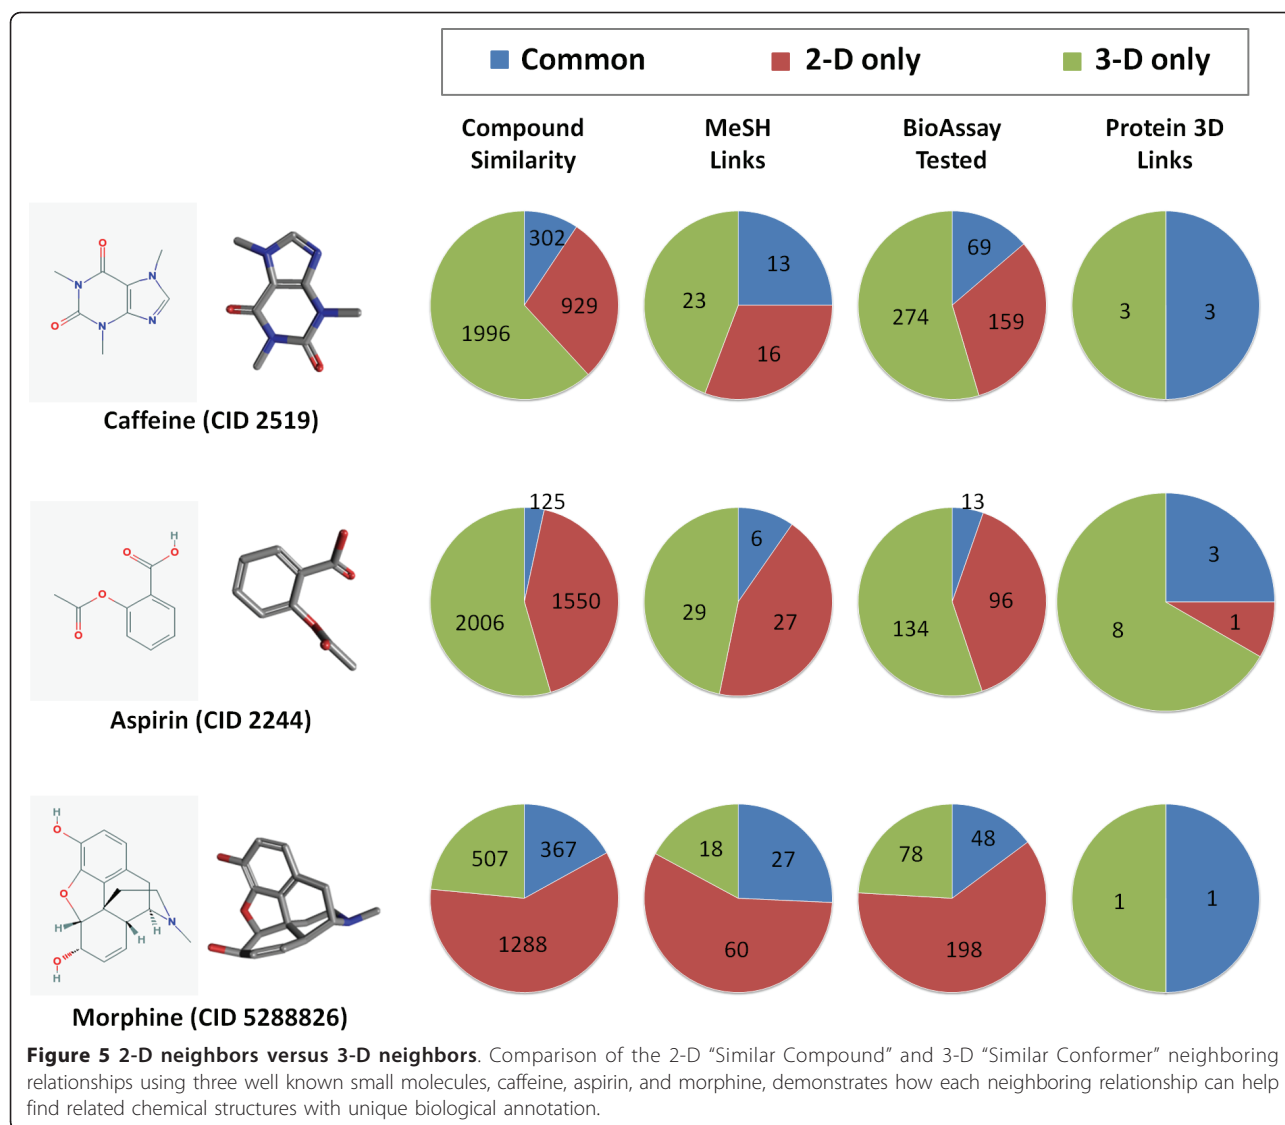 Common 2-D only 3-D only
Compound Similarity
MeSH Links
BioAssay Tested
Protein 3D Links
O
N
N
O
N
N
302
929
1996
13
16
23
69
159
274
3
3
Caffeine (CID 2519)
H
O
O
O
O
125
1550
2006
6
27
29
13
96
134
3
1
8
Aspirin (CID 2244)
H
O
O
H
H
H
N
O
H
367
1288
507
27
60
18
48
198
78
1
1
Morphine (CID 5288826)
Figure 5 2-D neighbors versus 3-D neighbors. Comparison of the 2-D “Similar Compound” and 3-D “Similar Conformer” neighboring
relationships using three well known small molecules, caffeine, aspirin, and morphine, demonstrates how each neighboring relationship can help
find related chemical structures with unique biological annotation.